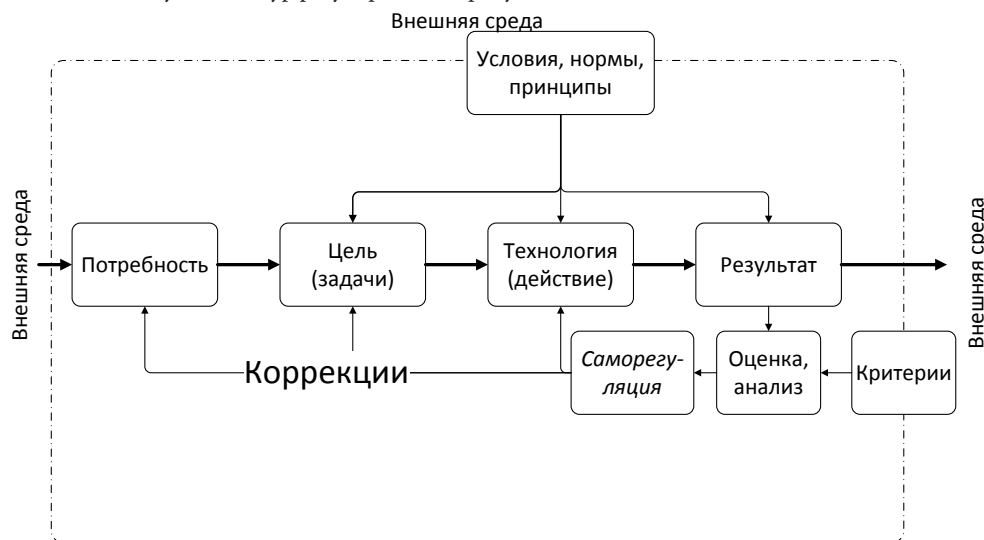 Внешняя среда
Условия, нормы,
принципы
Внешняя среда
Потребность
Цель
(задачи)
Технология
(действие)
Результат
Внешняя среда
Коррекции
Саморегу-
ляция
Оценка,
анализ
Критерии